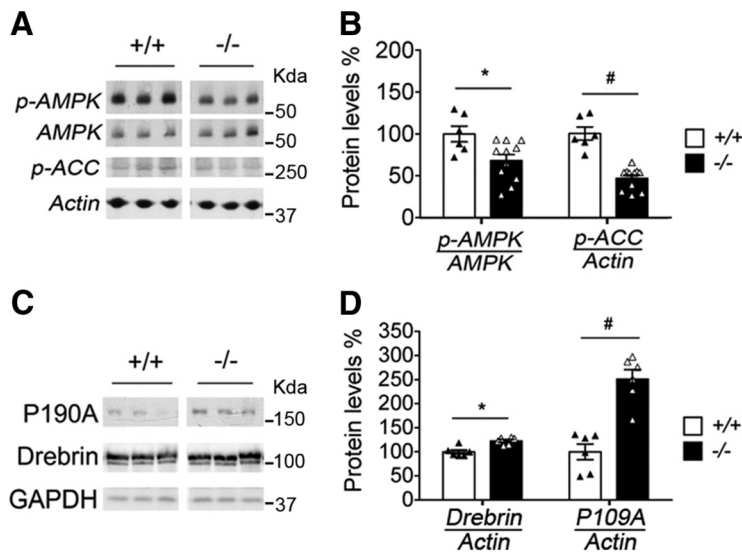 A
+/+ -/-
Kda
p-AMPK
50
AMPK
50
p-ACC
250
Actin
37
B
Protein levels %
200
150
100
50
0
*
#
p-AMPK
AMPK
p-ACC
Actin
+/+
-/-
C
+/+ -/-
Kda
P190A
150
Drebrin
100
GAPDH
37
D
Protein levels %
350
300
250
200
150
100
50
0
*
#
Drebrin
Actin
P109A
Actin
+/+
-/-